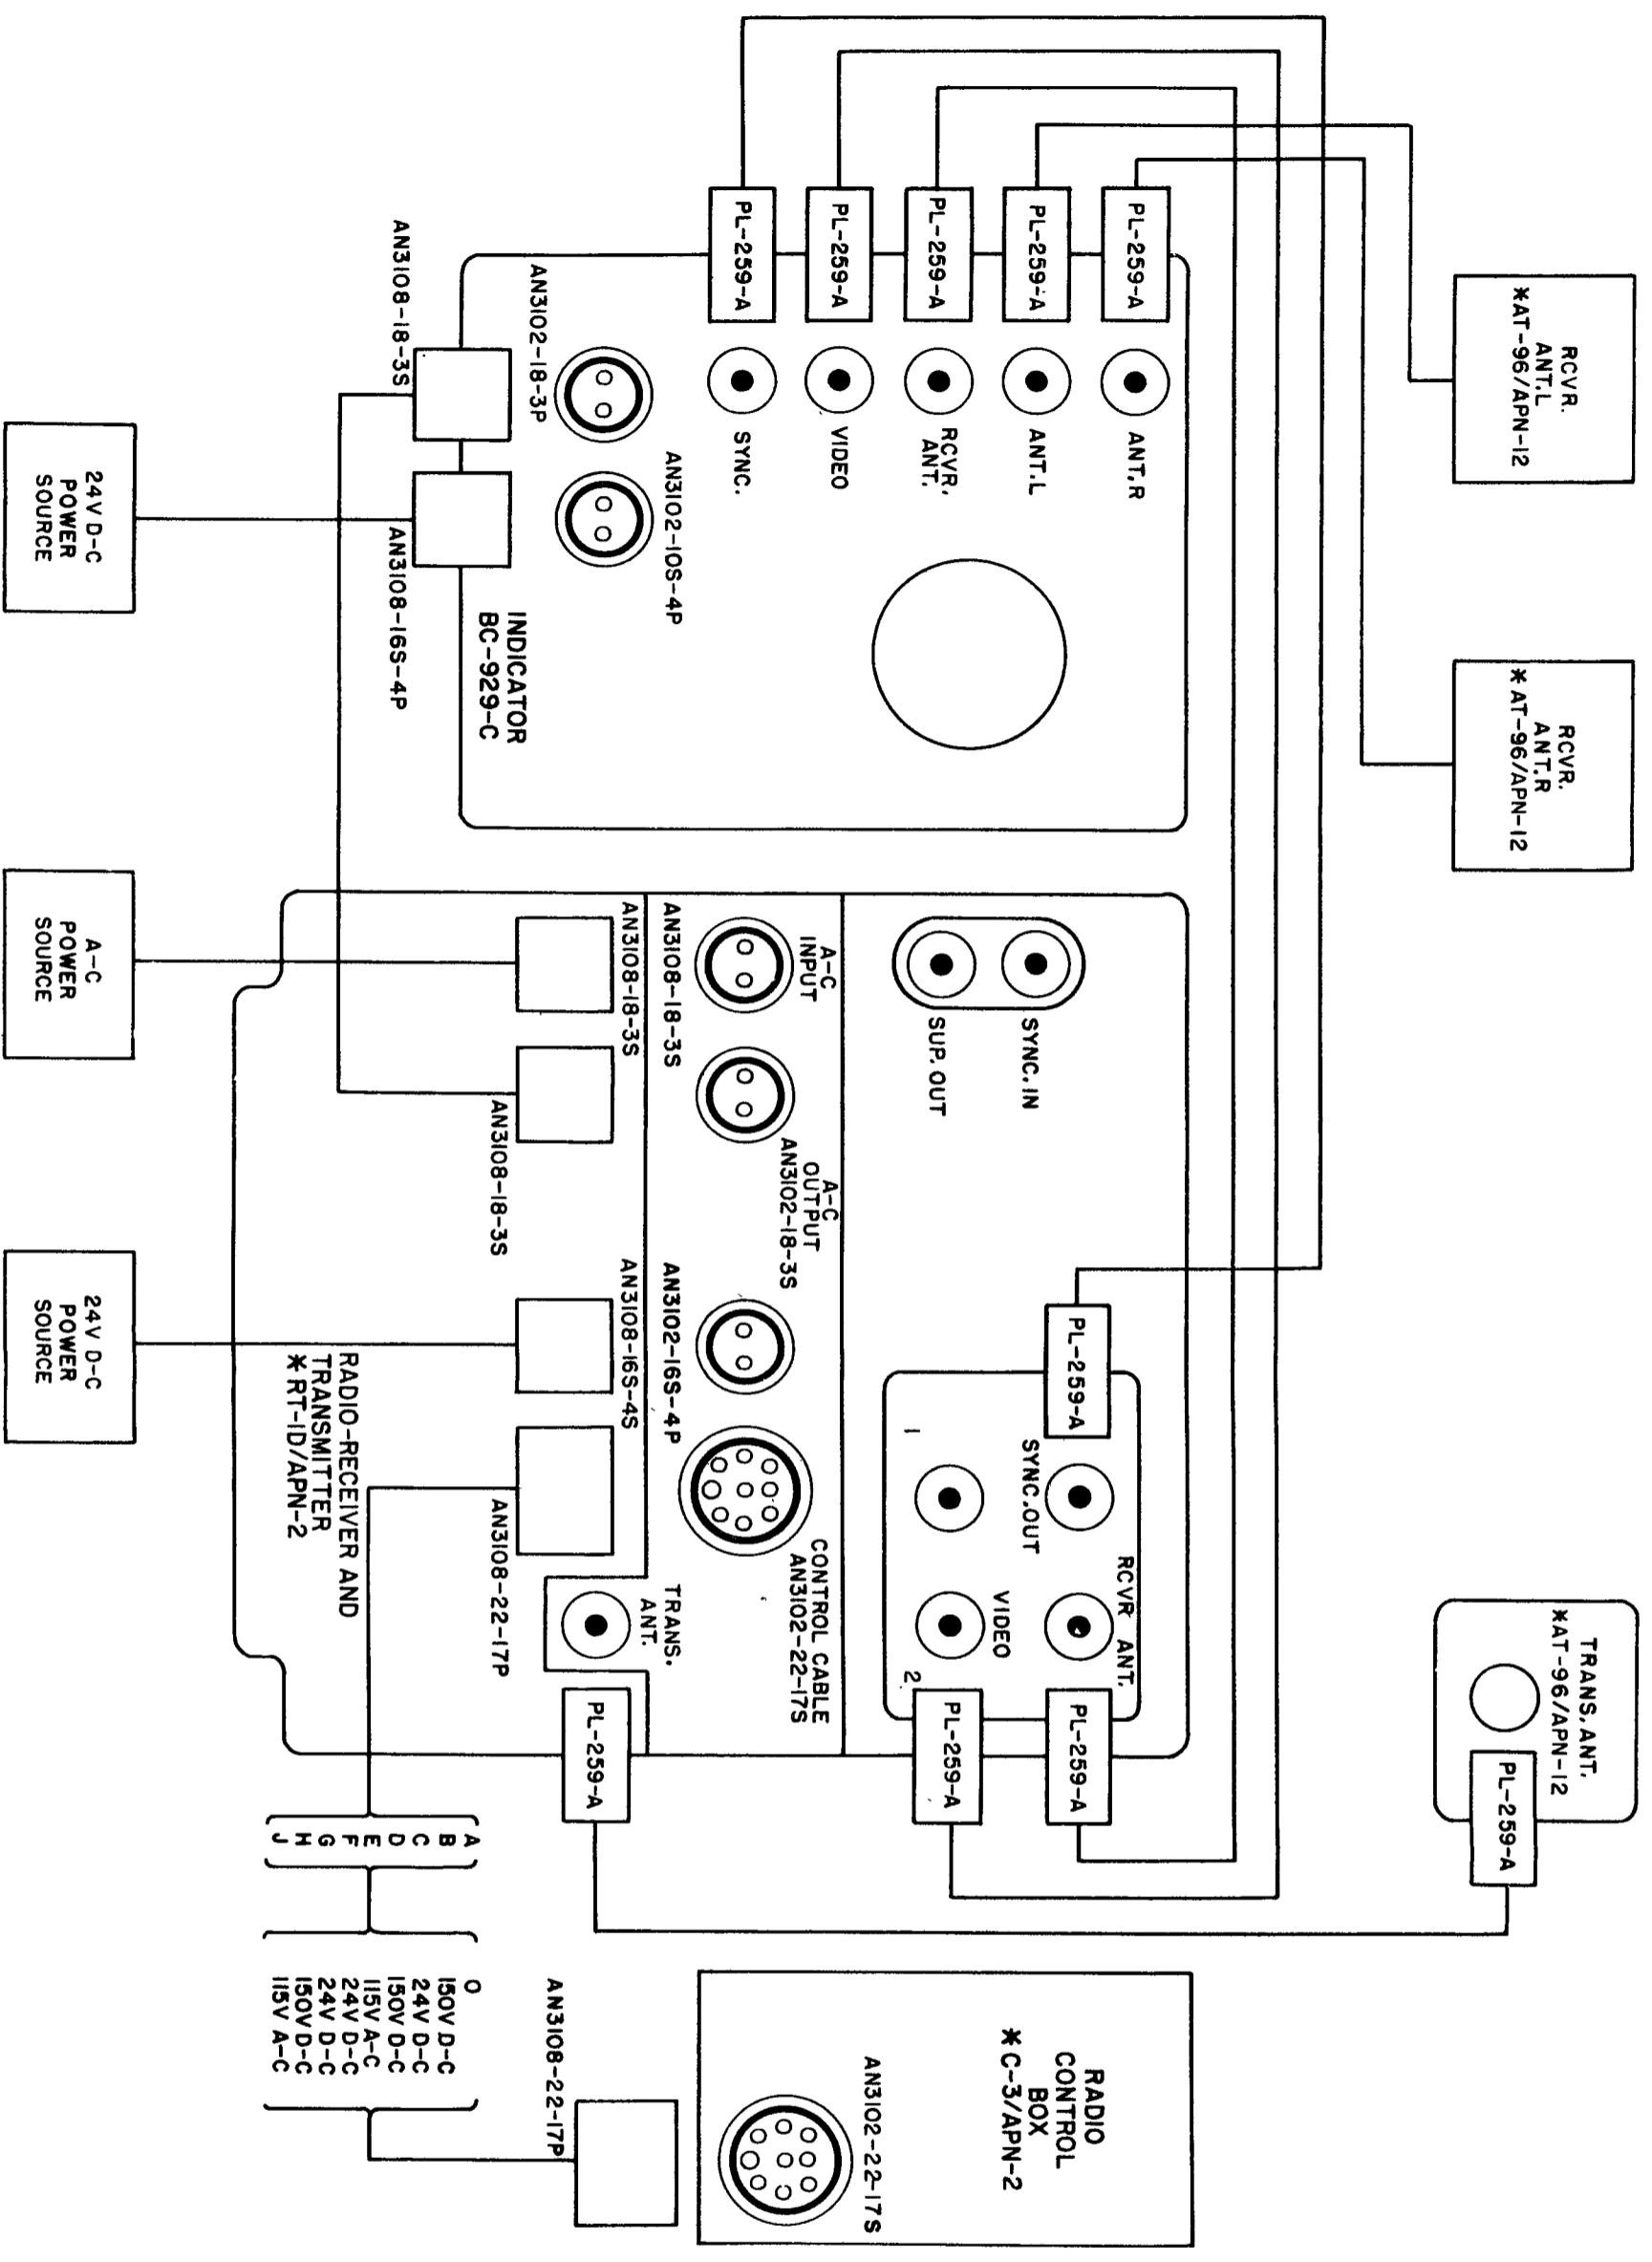 RCVR.
ANT.L
*AT-96/APN-12
RCVR.
ANT.R
*AT-96/APN-12
TRANS. ANT.
*AT-96/APN-12
PL-259-A
PL-259-A
PL-259-A
PL-259-A
PL-259-A
PL-259-A
ANT.R
ANT.L
RCVR.
ANT.
VIDEO
SYNC.
AN3102-18-3P
AN3102-10S-4P
AN3108-18-3S
AN3108-16S-4P
INDICATOR
BC-929-C
24V D-C
POWER
SOURCE
SYNC.IN
SUP.OUT
PL-259-A
SYNC.OUT
RCVR ANT.
1
VIDEO
2
PL-259-A
PL-259-A
A-C
INPUT
AN3108-18-3S
A-C
OUTPUT
AN3102-18-3S
AN3102-16S-4P
CONTROL CABLE
AN3102-22-17S
TRANS.
ANT.
PL-259-A
AN3108-18-3S
AN3108-18-3S
AN3108-16S-4S
AN3108-22-17P
RADIO-RECEIVER AND
TRANSMITTER
*RT-1D/APN-2
A-C
POWER
SOURCE
24V D-C
POWER
SOURCE
RADIO
CONTROL
BOX
*C-3/APN-2
AN3102-22-17S
AN3108-22-17P
A
B
C
D
E
F
G
H
J
0
150V D-C
24V D-C
150V D-C
115V A-C
24V D-C
24V D-C
150V D-C
115V A-C